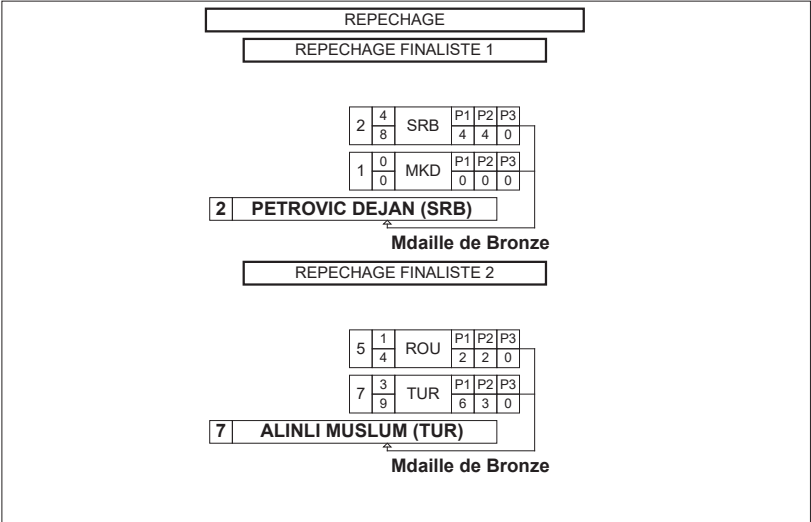 REPECHAGE
REPECHAGE FINALISTE 1
2 4 SRB P1 P2 P3
8 4 4 0
1 0 MKD P1 P2 P3
0 0 0 0
2 PETROVIC DEJAN (SRB)
Mdaille de Bronze
REPECHAGE FINALISTE 2
5 1 ROU P1 P2 P3
4 2 2 0
7 3 TUR P1 P2 P3
9 6 3 0
7 ALINLI MUSLUM (TUR)
Mdaille de Bronze